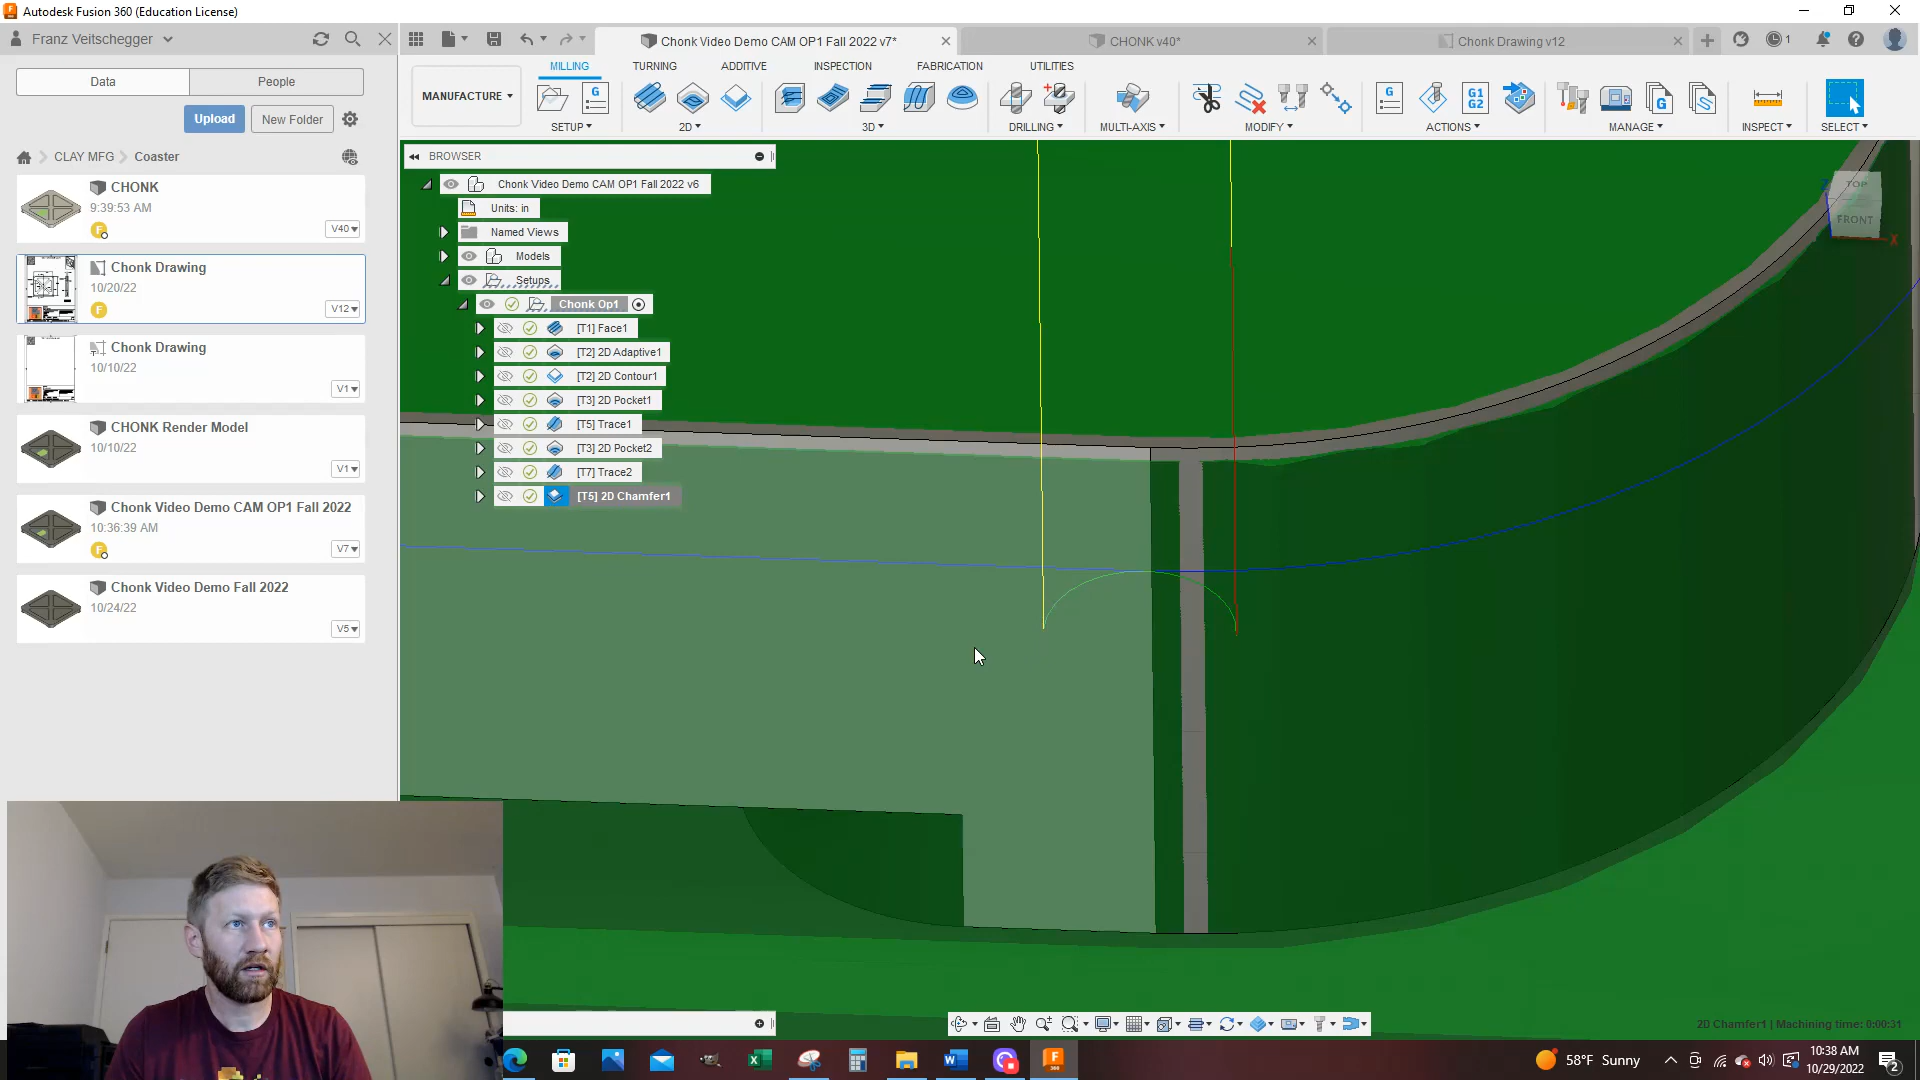 Autodesk Fusion 360 (Education License)
Franz Veitschegger
Data
People
Upload
New Folder
CLAY MFG
Coaster
CHONK
9:39:53 AM
V40
Chonk Drawing
10/20/22
V12
Chonk Drawing
10/10/22
V1
CHONK Render Model
10/10/22
V1
Chonk Video Demo CAM OP1 Fall 2022
10:36:39 AM
V7
Chonk Video Demo Fall 2022
10/24/22
V5
Chonk Video Demo CAM OP1 Fall 2022 v7*
CHONK v40*
Chonk Drawing v12
1
MANUFACTURE
MILLING
TURNING
ADDITIVE
INSPECTION
FABRICATION
UTILITIES
SETUP
2D
3D
DRILLING
MULTI-AXIS
MODIFY
ACTIONS
MANAGE
INSPECT
SELECT
BROWSER
Chonk Video Demo CAM OP1 Fall 2022 v6
Units: in
Named Views
Models
Setups
Chonk Op1
[T1] Face1
[T2] 2D Adaptive1
[T2] 2D Contour1
[T3] 2D Pocket1
[T5] Trace1
[T3] 2D Pocket2
[T7] Trace2
[T5] 2D Chamfer1
TOP
FRONT
Z
X
2D Chamfer1 | Machining time: 0:00:31
58°F Sunny
10:38 AM
10/29/2022
2